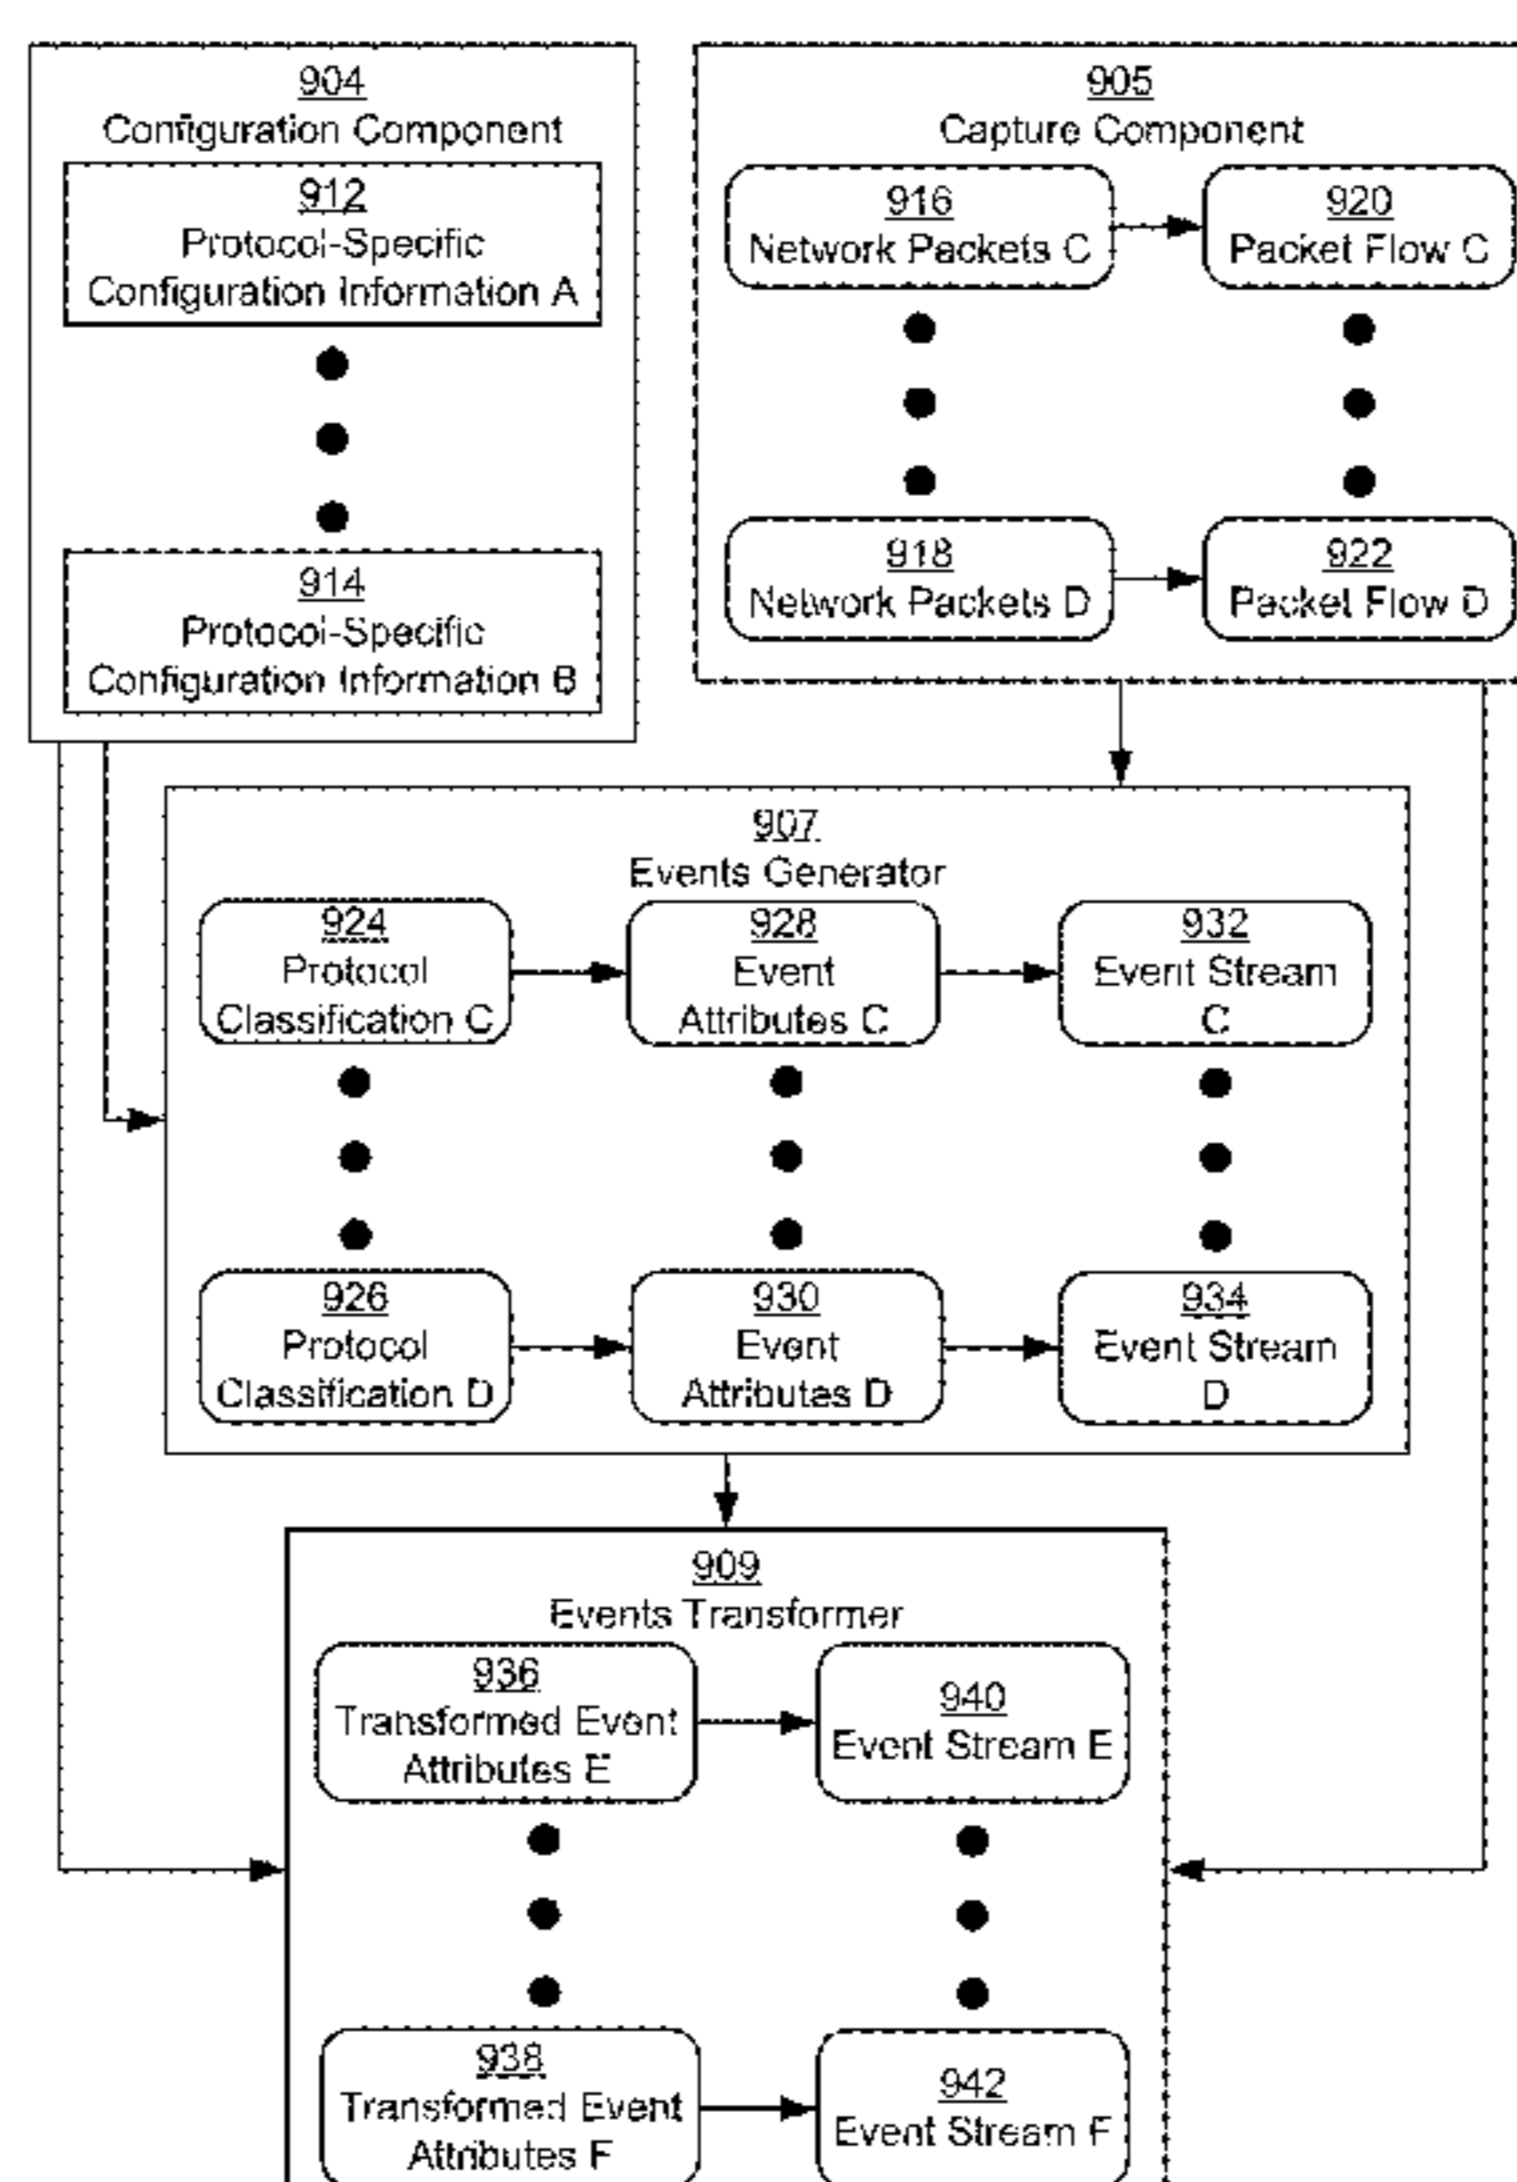 904
Configuration Component
912
Protocol-Specific
Configuration Information A
914
Protocol-Specific
Configuration Information B
905
Capture Component
916
Network Packets C
920
Packet Flow C
918
Network Packets D
922
Packet Flow D
907
Events Generator
924
Protocol
Classification C
928
Event
Attributes C
932
Event Stream
C
926
Protocol
Classification D
930
Event
Attributes D
934
Event Stream
D
909
Events Transformer
936
Transformed Event
Attributes E
940
Event Stream E
938
Transformed Event
Attributes F
942
Event Stream F